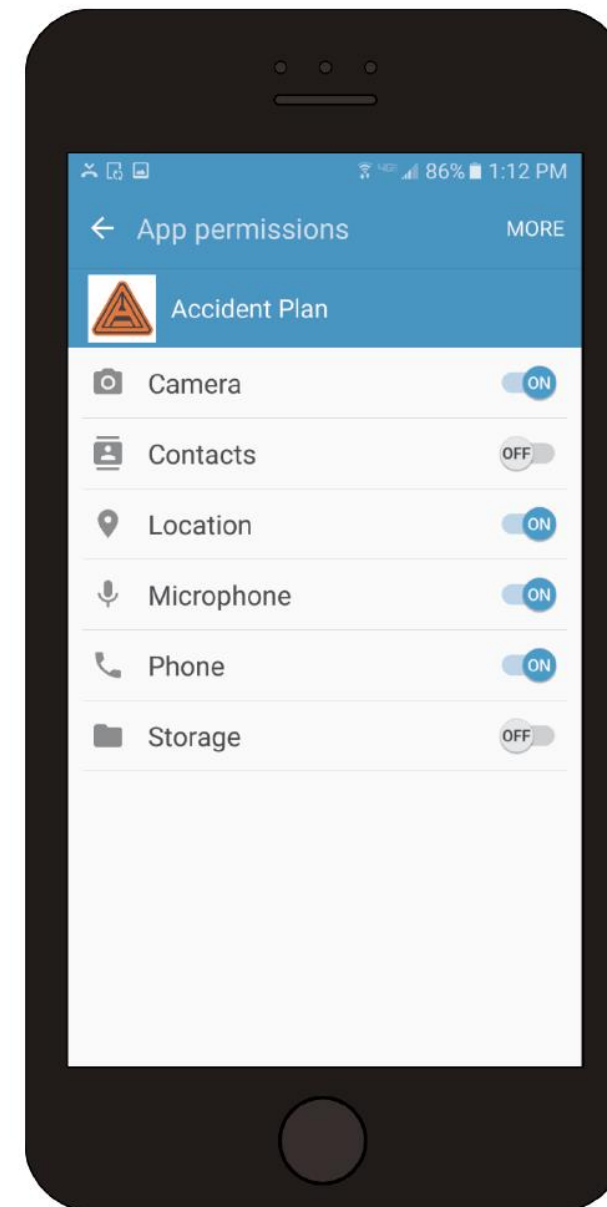 86% 1:12 PM
App permissions MORE
Accident Plan
Camera ON
Contacts OFF
Location ON
Microphone ON
Phone ON
Storage OFF